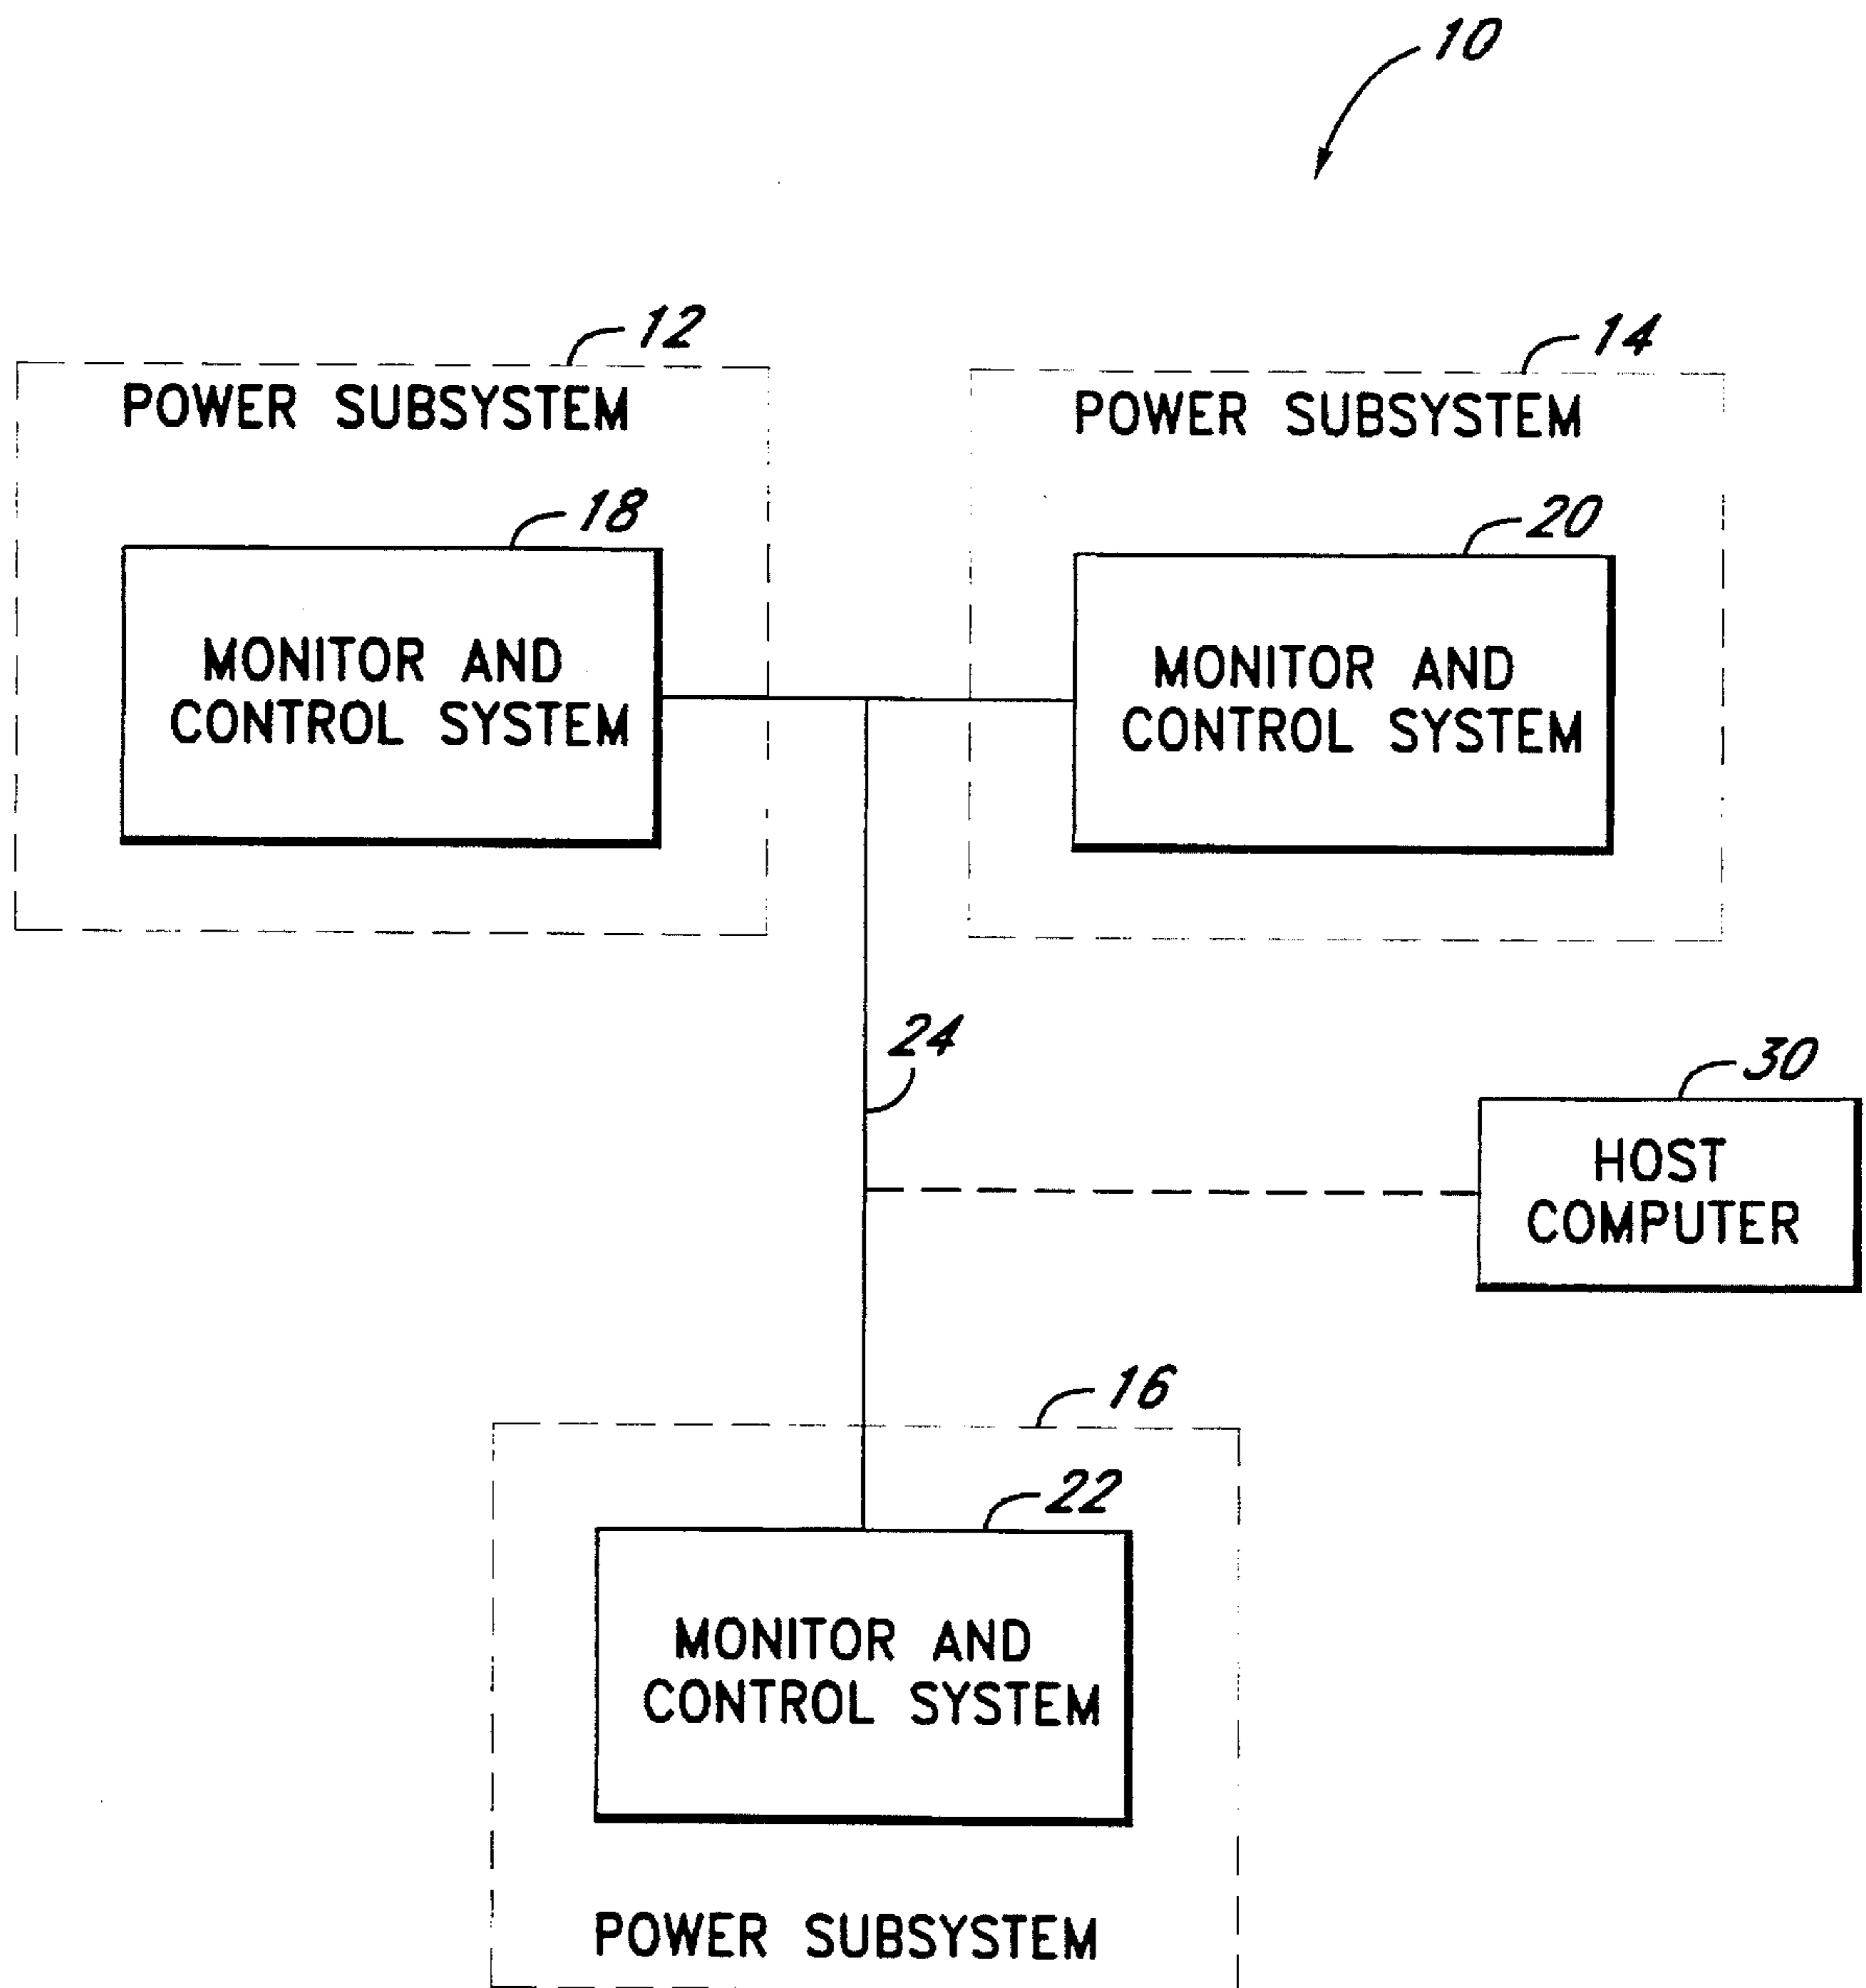 10
12
POWER SUBSYSTEM
18
MONITOR AND
CONTROL SYSTEM
14
POWER SUBSYSTEM
20
MONITOR AND
CONTROL SYSTEM
24
30
HOST
COMPUTER
16
22
MONITOR AND
CONTROL SYSTEM
POWER SUBSYSTEM